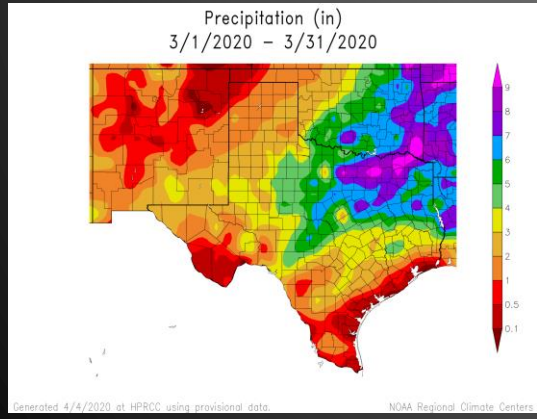 Precipitation (in)
3/1/2020 – 3/31/2020
9
8
7
6
5
4
3
2
1
0.5
0.1
Generated 4/4/2020 at HPRCC using provisional data.
NOAA Regional Climate Centers